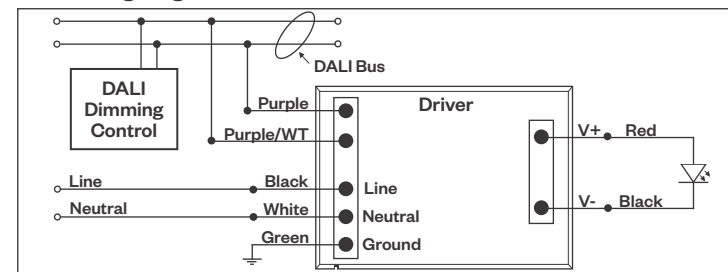 DALI Bus
DALI
Dimming
Control
Driver
Purple
Purple/WT
V+ Red
Line Black Line
Neutral White Neutral
V- Black
Green Ground